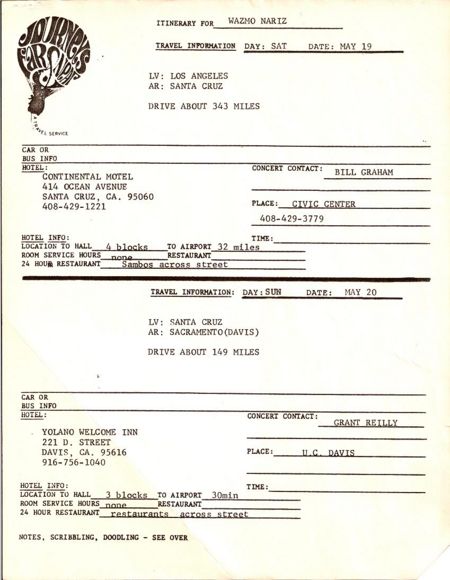 JOURNEYS
FAR SIDE
A TRAVEL SERVICE
ITINERARY FOR WAZMO NARIZ
TRAVEL INFORMATION DAY: SAT DATE: MAY 19
LV: LOS ANGELES
AR: SANTA CRUZ
DRIVE ABOUT 343 MILES
CAR OR
BUS INFO
HOTEL:
CONTINENTAL MOTEL
414 OCEAN AVENUE
SANTA CRUZ, CA. 95060
408-429-1221
CONCERT CONTACT: BILL GRAHAM
PLACE: CIVIC CENTER
408-429-3779
TIME:
HOTEL INFO:
LOCATION TO HALL 4 blocks TO AIRPORT 32 miles
ROOM SERVICE HOURS none RESTAURANT
24 HOUR RESTAURANT Sambos across street
TRAVEL INFORMATION: DAY: SUN DATE: MAY 20
LV: SANTA CRUZ
AR: SACRAMENTO(DAVIS)
DRIVE ABOUT 149 MILES
CAR OR
BUS INFO
HOTEL:
YOLANO WELCOME INN
221 D. STREET
DAVIS, CA. 95616
916-756-1040
CONCERT CONTACT: GRANT REILLY
PLACE: U.C. DAVIS
TIME:
HOTEL INFO:
LOCATION TO HALL 3 blocks TO AIRPORT 30min
ROOM SERVICE HOURS none RESTAURANT
24 HOUR RESTAURANT restaurants across street
NOTES, SCRIBBLING, DOODLING - SEE OVER